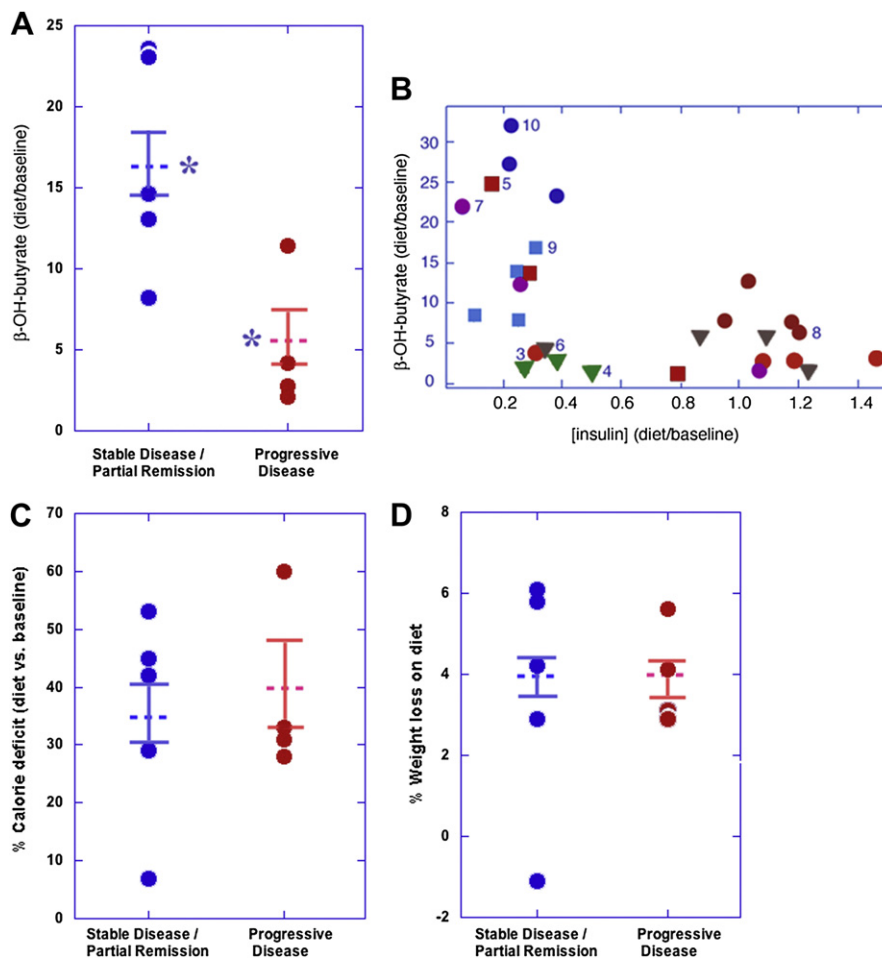 A
β-OH-butyrate (diet/baseline)
25
20
15
10
5
0
*
*
Stable Disease /
Partial Remission
Progressive
Disease
B
β-OH-butyrate (diet/baseline)
30
25
20
15
10
5
0
10
5
7
9
6
3
4
8
0.2
0.4
0.6
0.8
1.0
1.2
1.4
[insulin] (diet/baseline)
C
% Calorie deficit (diet vs. baseline)
70
60
50
40
30
20
10
0
Stable Disease /
Partial Remission
Progressive
Disease
D
% Weight loss on diet
8
6
4
2
0
-2
Stable Disease /
Partial Remission
Progressive
Disease